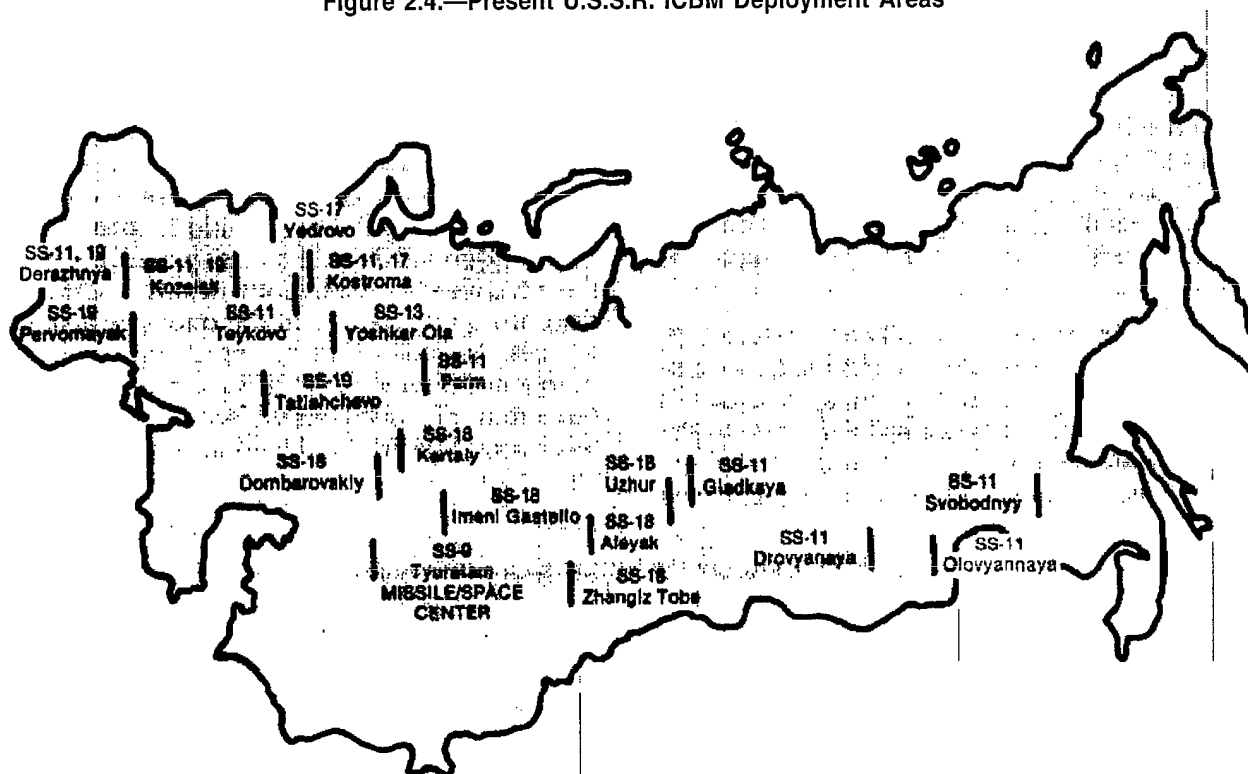 Figure 2.4.—Present U.S.S.R. ICBM Deployment Areas
SS-17
Yedrovo
SS-11, 19
Derazhnya
SS-11, 19
Kozelsk
SS-11, 17
Kostroma
SS-19
Pervomaysk
SS-11
Teykovo
SS-13
Yoshkar Ola
SS-11
Perm
SS-19
Tatishchevo
SS-18
Kartaly
SS-18
Dombarovskiy
SS-18
Imeni Gastello
SS-18
Uzhur
SS-11
Gladkaya
SS-18
Aleysk
SS-11
Svobodnyy
SS-11
Drovyanaya
SS-11
Olovyannaya
SS-9
Tyuratam
MISSILE/SPACE
CENTER
SS-18
Zhangiz Tobe